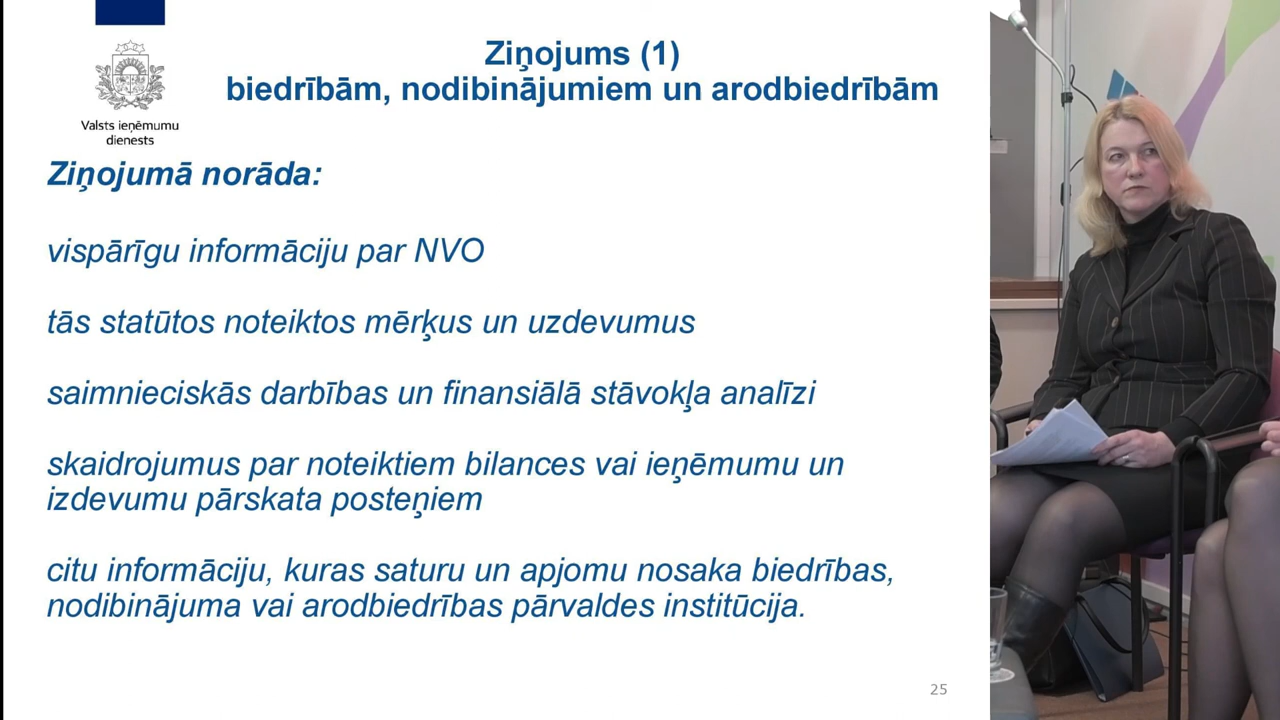 Valsts ieņēmumu
dienests
Ziņojums (1)
biedrībām, nodibinājumiem un arodbiedrībām
Ziņojumā norāda:
vispārīgu informāciju par NVO
tās statūtos noteiktos mērķus un uzdevumus
saimnieciskās darbības un finansiālā stāvokļa analīzi
skaidrojumus par noteiktiem bilances vai ieņēmumu un
izdevumu pārskata posteņiem
citu informāciju, kuras saturu un apjomu nosaka biedrības,
nodibinājuma vai arodbiedrības pārvaldes institūcija.
25